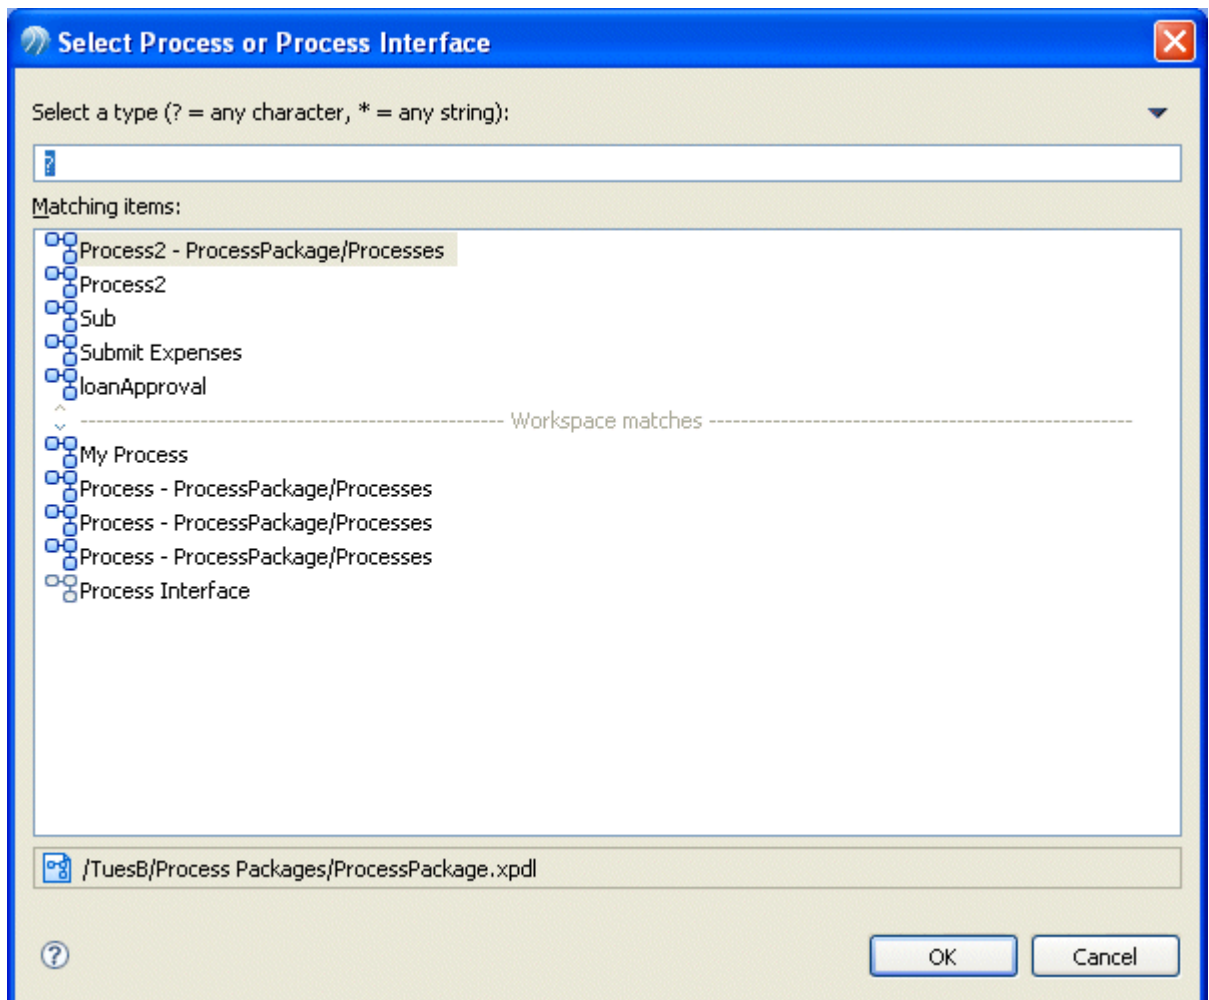 Select Process or Process Interface
Select a type (? = any character, * = any string):
?
Matching items:
Process2 - ProcessPackage/Processes
Process2
Sub
Submit Expenses
loanApproval
Workspace matches
My Process
Process - ProcessPackage/Processes
Process - ProcessPackage/Processes
Process - ProcessPackage/Processes
Process Interface
/TuesB/Process Packages/ProcessPackage.xpdl
?
OK Cancel